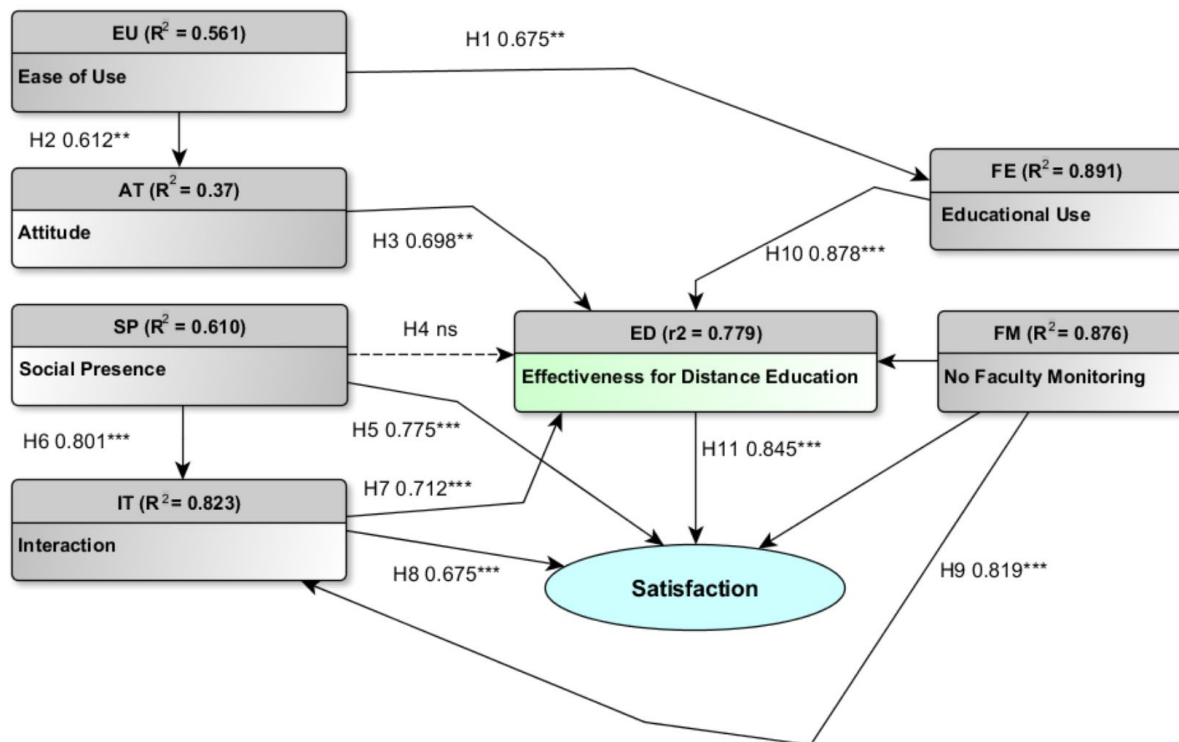 EU (R² = 0.561)
Ease of Use
H1 0.675**
H2 0.612**
AT (R² = 0.37)
Attitude
H3 0.698**
FE (R² = 0.891)
Educational Use
H10 0.878***
SP (R² = 0.610)
Social Presence
H4 ns
ED (r2 = 0.779)
Effectiveness for Distance Education
FM (R² = 0.876)
No Faculty Monitoring
H6 0.801***
H5 0.775***
H11 0.845***
H7 0.712***
IT (R² = 0.823)
Interaction
H8 0.675***
Satisfaction
H9 0.819***